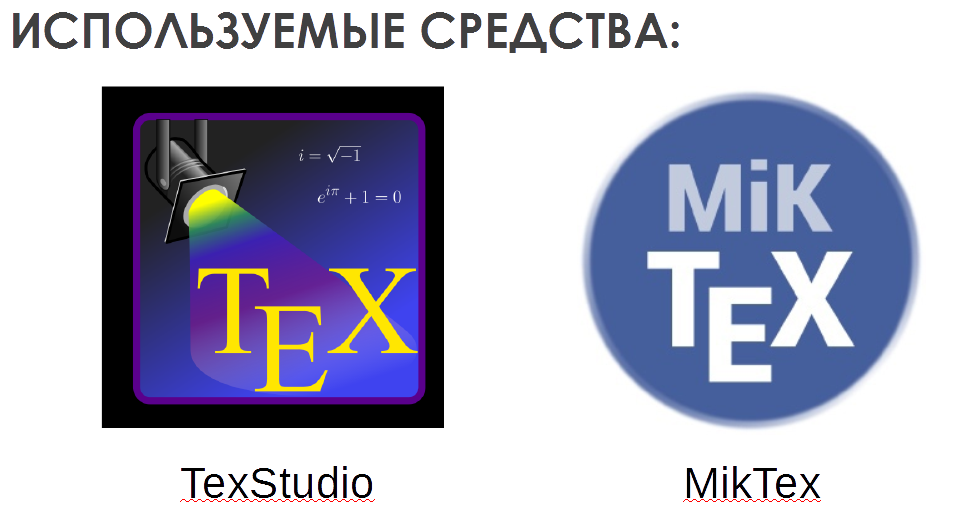 ИСПОЛЬЗУЕМЫЕ СРЕДСТВА:
i = √−1
e^{iπ} + 1 = 0
TEX
MiK
TEX
TexStudio
MikTex